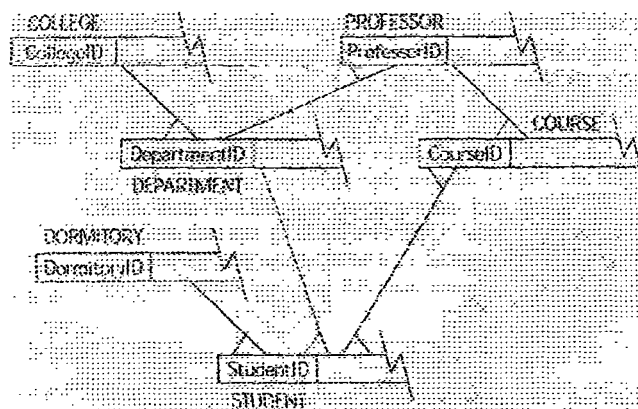 COLLEGE
CollegeID
PROFESSOR
ProfessorID
COURSE
CourseID
DepartmentID
DEPARTMENT
DORMITORY
DormitoryID
StudentID
STUDENT